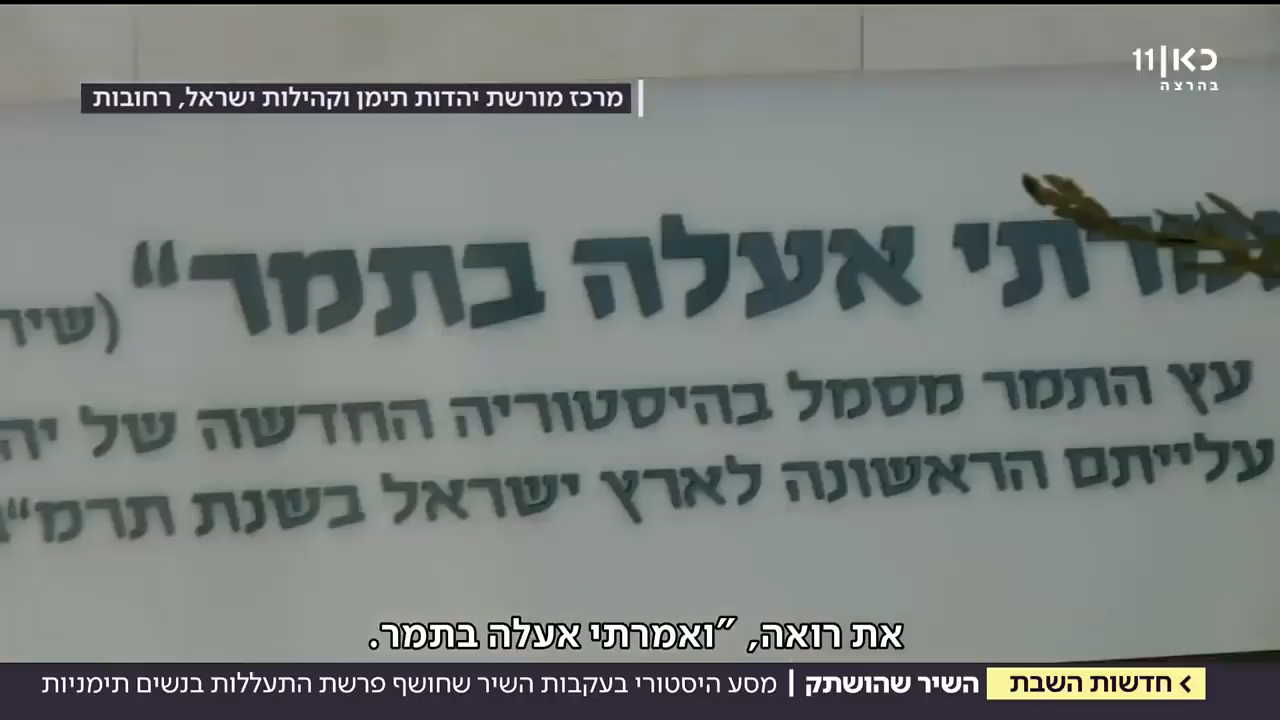 כאן 11
בהרצה
מרכז מורשת יהדות תימן וקהילות ישראל, רחובות
אעלה בתמר"
עץ התמר מסמל בהיסטוריה החדשה של
עלייתם הראשונה לארץ ישראל בשנת
את רואה, "ואמרתי אעלה בתמר.
חדשות השבת
השיר שהושתק | מסע היסטורי בעקבות השיר שחושף פרשת התעללות בנשים תימניות